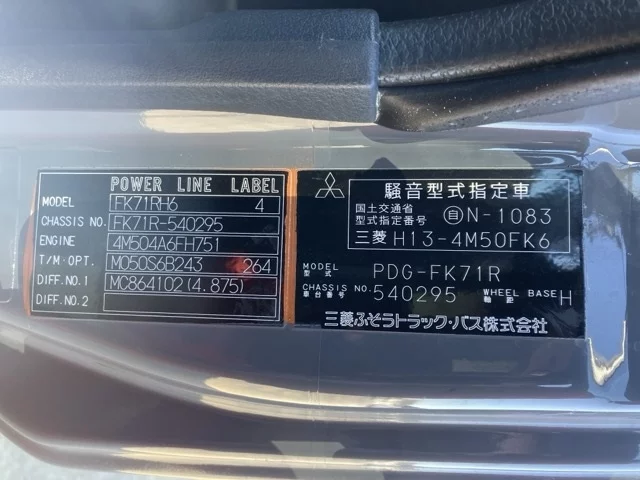 POWER LINE LABEL
MODEL FK71RH6 4
CHASSIS NO. FK71R-540295
ENGINE 4M504A6FH751
T/M·OPT. M050S6B243 264
DIFF.NO.1 MC864102(4.875)
DIFF.NO.2
騒音型式指定車
国土交通省
型式指定番号 自 N-1083
三菱 H13-4M50FK6
MODEL
型式 PDG-FK71R
CHASSIS NO.
車台番号 540295 WHEEL BASE
軸距 H
三菱ふそうトラック・バス株式会社